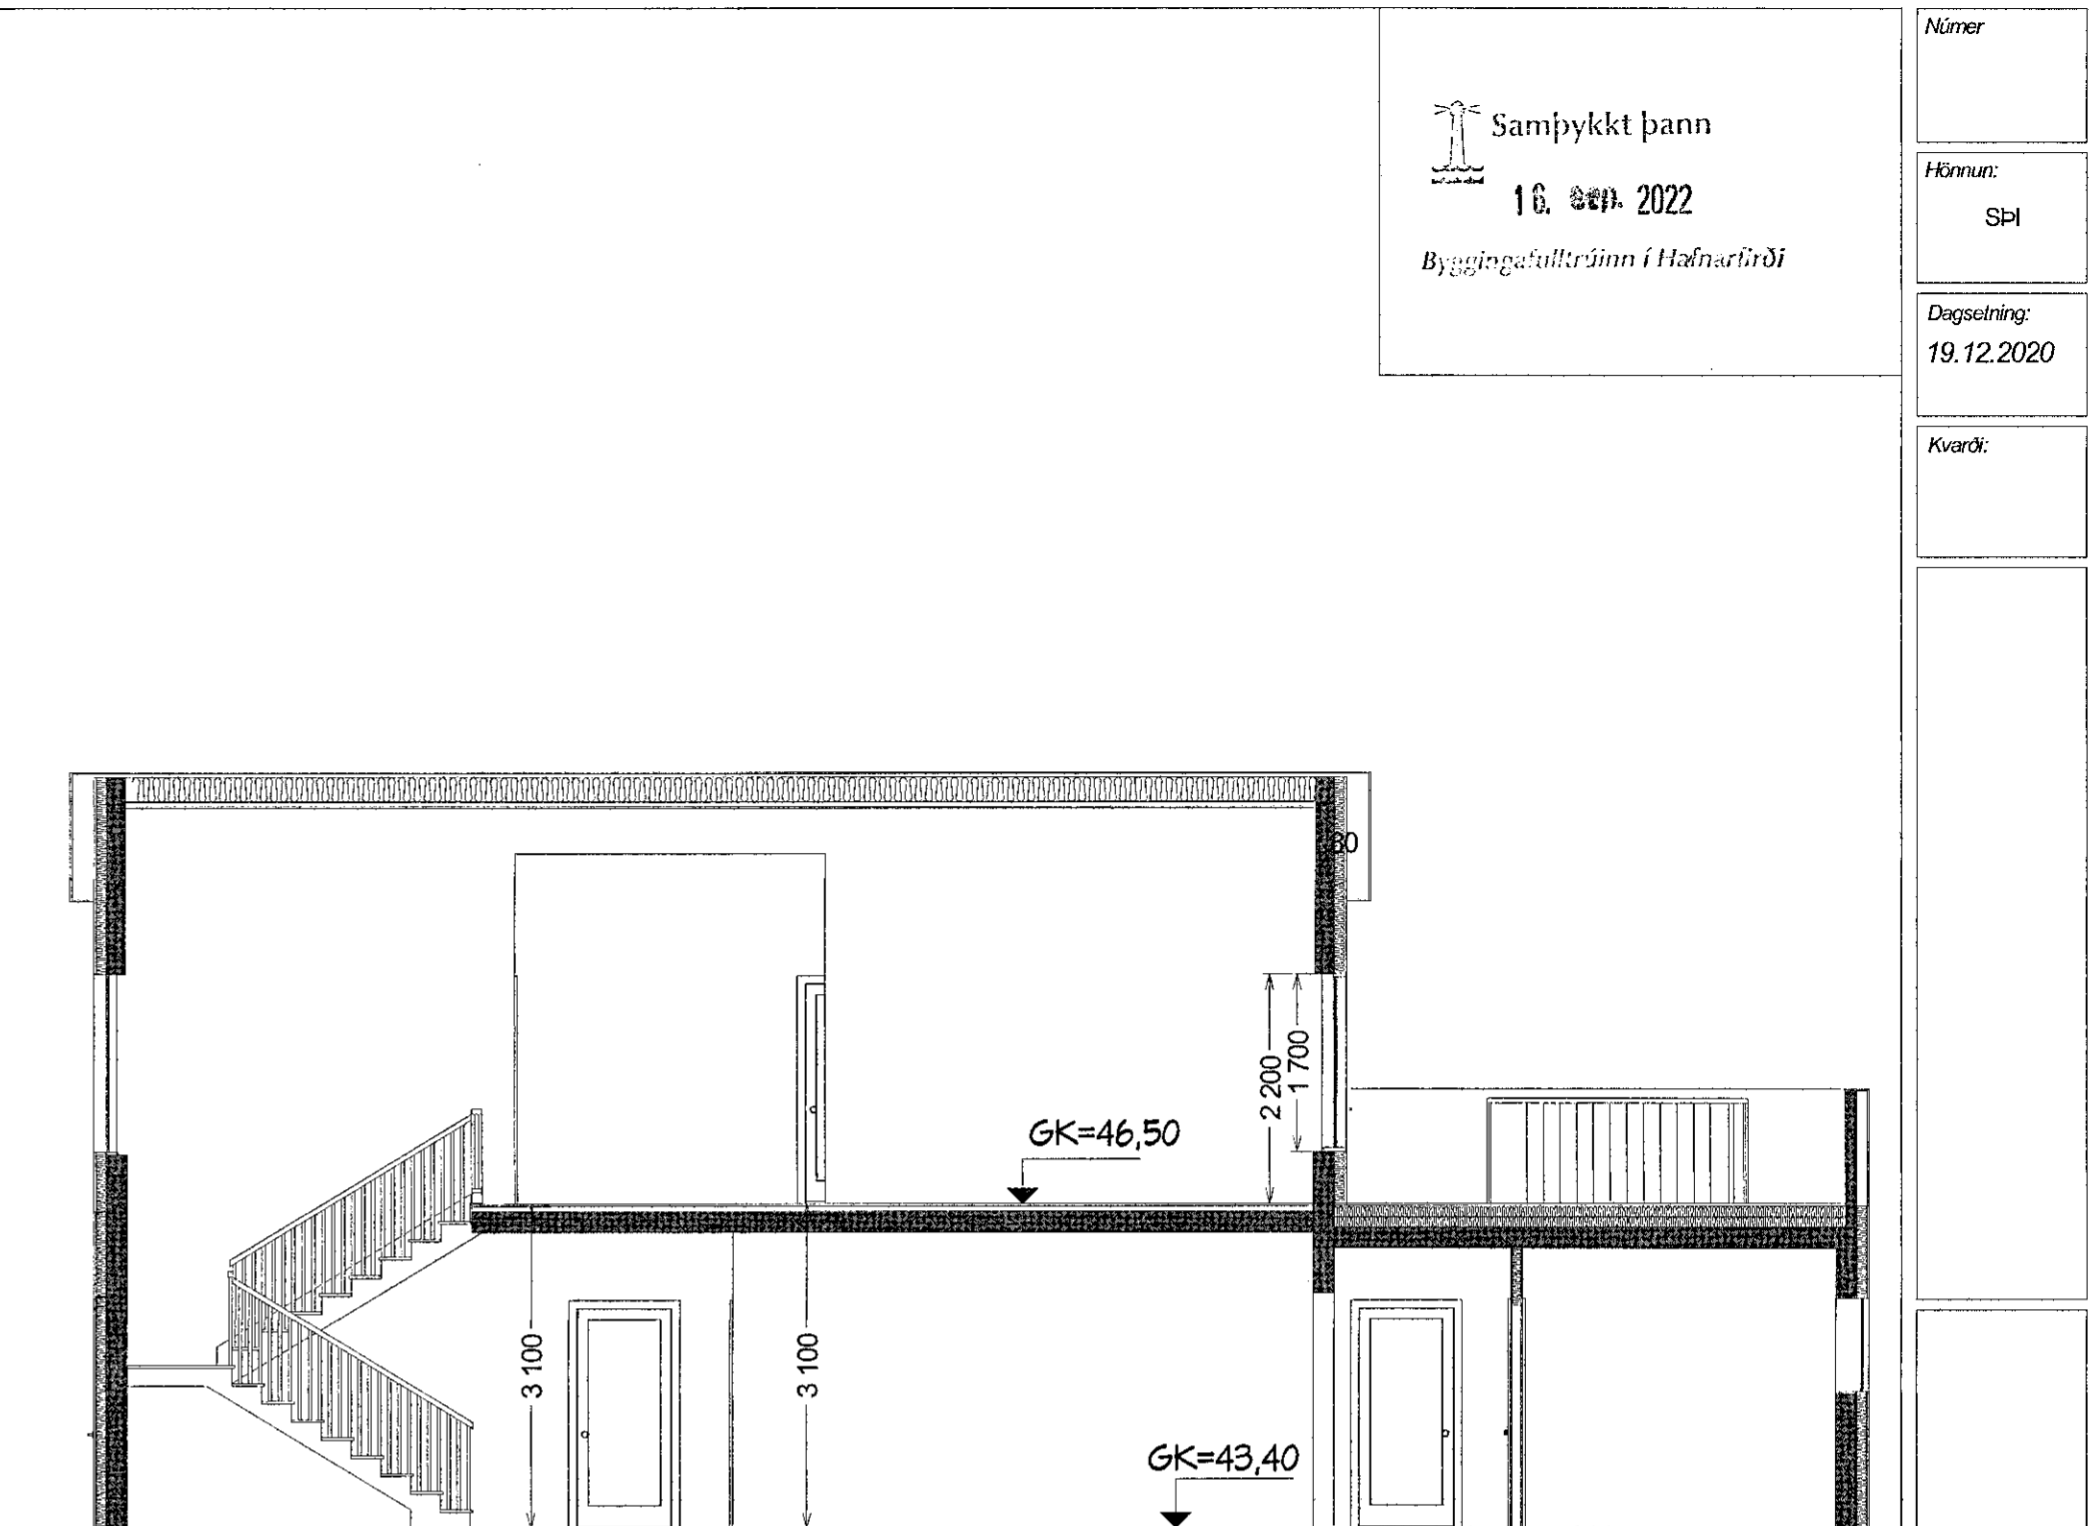 Númer
Samþykkt þann
16. sep. 2022
Byggingafulltrúinn í Hafnarfirði
Hönnun:
SÞI
Dagsetning:
19.12.2020
Kvarði:
80
2 200
1 700
GK=46,50
3 100
3 100
GK=43,40